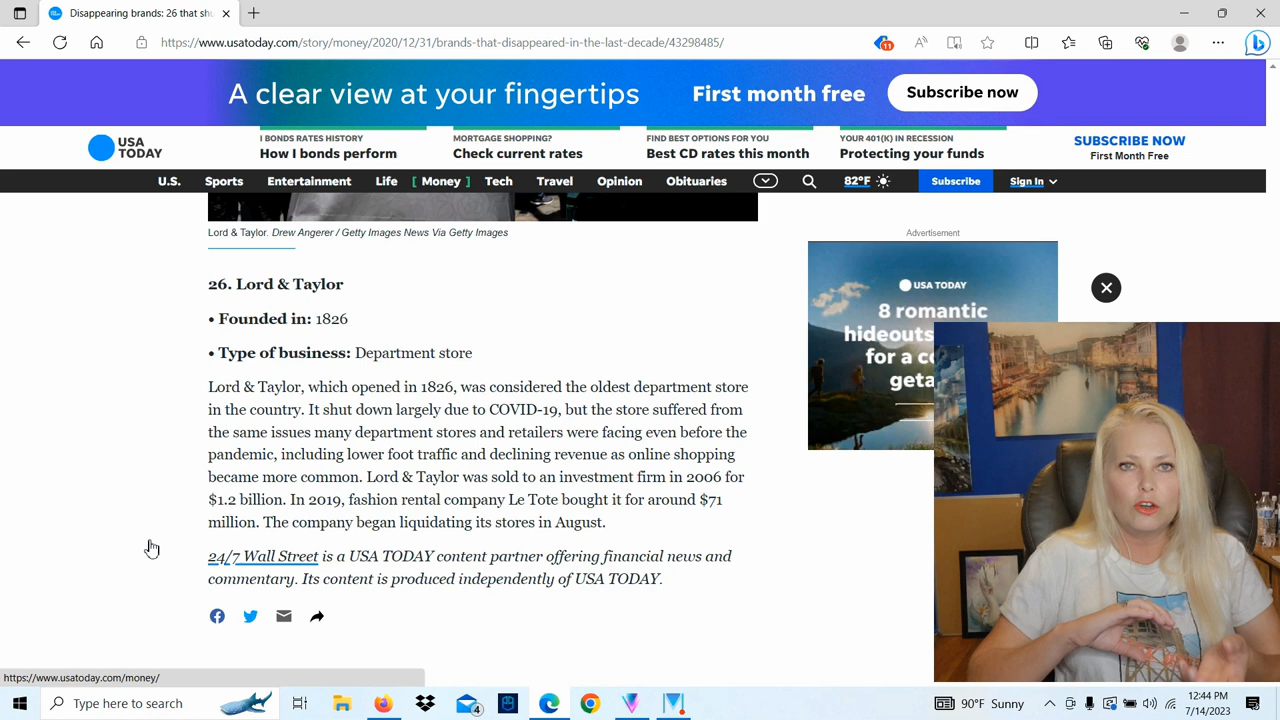 Disappearing brands: 26 that shu
https://www.usatoday.com/story/money/2020/12/31/brands-that-disappeared-in-the-last-decade/43298485/
11
A clear view at your fingertips
First month free
Subscribe now
USA TODAY
I BONDS RATES HISTORY
How I bonds perform
MORTGAGE SHOPPING?
Check current rates
FIND BEST OPTIONS FOR YOU
Best CD rates this month
YOUR 401(K) IN RECESSION
Protecting your funds
SUBSCRIBE NOW
First Month Free
U.S. Sports Entertainment Life [ Money ] Tech Travel Opinion Obituaries 82°F Subscribe Sign In
Lord & Taylor. Drew Angerer / Getty Images News Via Getty Images
26. Lord & Taylor
• Founded in: 1826
• Type of business: Department store
Lord & Taylor, which opened in 1826, was considered the oldest department store
in the country. It shut down largely due to COVID-19, but the store suffered from
the same issues many department stores and retailers were facing even before the
pandemic, including lower foot traffic and declining revenue as online shopping
became more common. Lord & Taylor was sold to an investment firm in 2006 for
$1.2 billion. In 2019, fashion rental company Le Tote bought it for around $71
million. The company began liquidating its stores in August.
24/7 Wall Street is a USA TODAY content partner offering financial news and
commentary. Its content is produced independently of USA TODAY.
Advertisement
USA TODAY
8 romantic
hideouts
for a co
geta
https://www.usatoday.com/money/
Type here to search
4
90°F Sunny
12:44 PM
7/14/2023